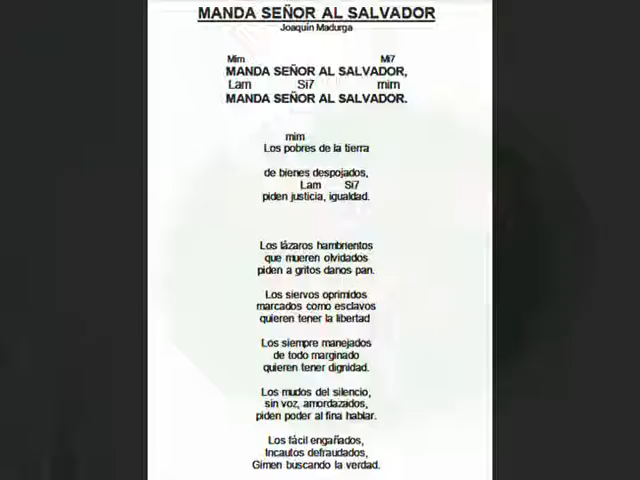 MANDA SEÑOR AL SALVADOR
Joaquín Madurga
Mim Mi7
MANDA SEÑOR AL SALVADOR,
Lam Si7 mim
MANDA SEÑOR AL SALVADOR.
mim
Los pobres de la tierra
de bienes despojados,
Lam Si7
piden justicia, igualdad.
Los lázaros hambrientos
que mueren olvidados
piden a gritos danos pan.
Los siervos oprimidos
marcados como esclavos
quieren tener la libertad
Los siempre manejados
de todo marginado
quieren tener dignidad.
Los mudos del silencio,
sin voz, amordazados,
piden poder al fina hablar.
Los fácil engañados,
Incautos defraudados,
Gimen buscando la verdad.